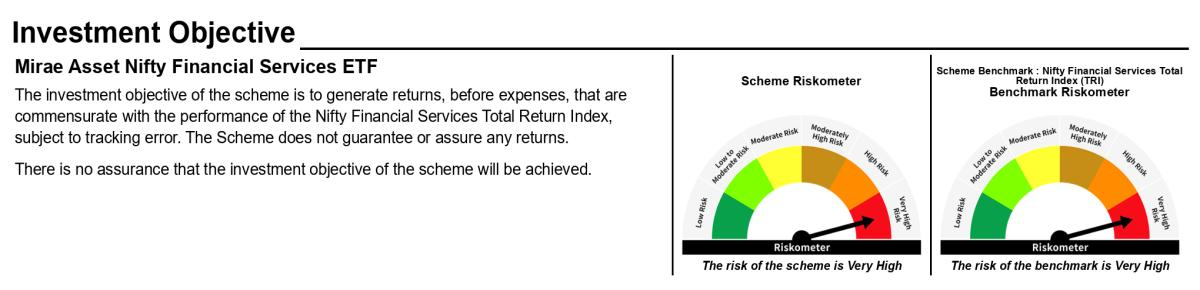 Investment Objective
Mirae Asset Nifty Financial Services ETF
The investment objective of the scheme is to generate returns, before expenses, that are
commensurate with the performance of the Nifty Financial Services Total Return Index,
subject to tracking error. The Scheme does not guarantee or assure any returns.
There is no assurance that the investment objective of the scheme will be achieved.
Scheme Riskometer
Low Risk
Low to
Moderate Risk
Moderate Risk
Moderately
High Risk
High Risk
Very High
Risk
Riskometer
The risk of the scheme is Very High
Scheme Benchmark : Nifty Financial Services Total
Return Index (TRI)
Benchmark Riskometer
Low Risk
Low to
Moderate Risk
Moderate Risk
Moderately
High Risk
High Risk
Very High
Risk
Riskometer
The risk of the benchmark is Very High